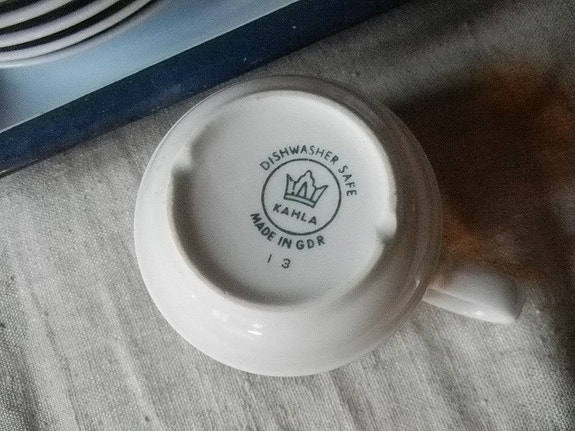 DISHWASHER SAFE
KAHLA
MADE IN GDR
1 3